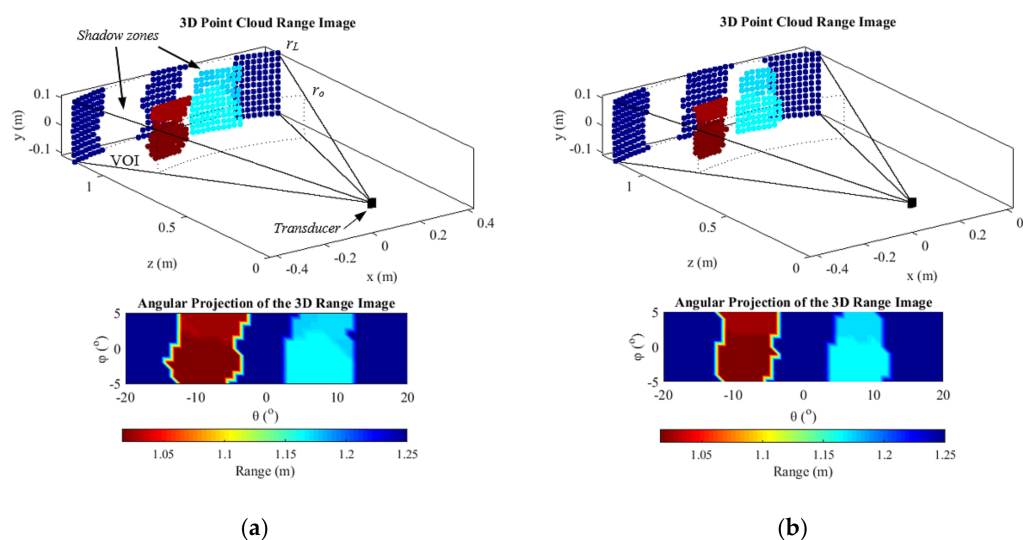 3D Point Cloud Range Image
Shadow zones
r_L
r_o
0.1
0
-0.1
y (m)
VOI
1
0.5
0
z (m)
Transducer
-0.4
-0.2
0
0.2
0.4
x (m)
Angular Projection of the 3D Range Image
5
0
-5
φ (°)
-20
-10
0
10
20
θ (°)
1.05
1.1
1.15
1.2
1.25
Range (m)
(a)
3D Point Cloud Range Image
0.1
0
-0.1
y (m)
1
0.5
0
z (m)
-0.4
-0.2
0
0.2
0
x (m)
Angular Projection of the 3D Range Image
5
0
-5
φ (°)
-20
-10
0
10
20
θ (°)
1.05
1.1
1.15
1.2
1.25
Range (m)
(b)